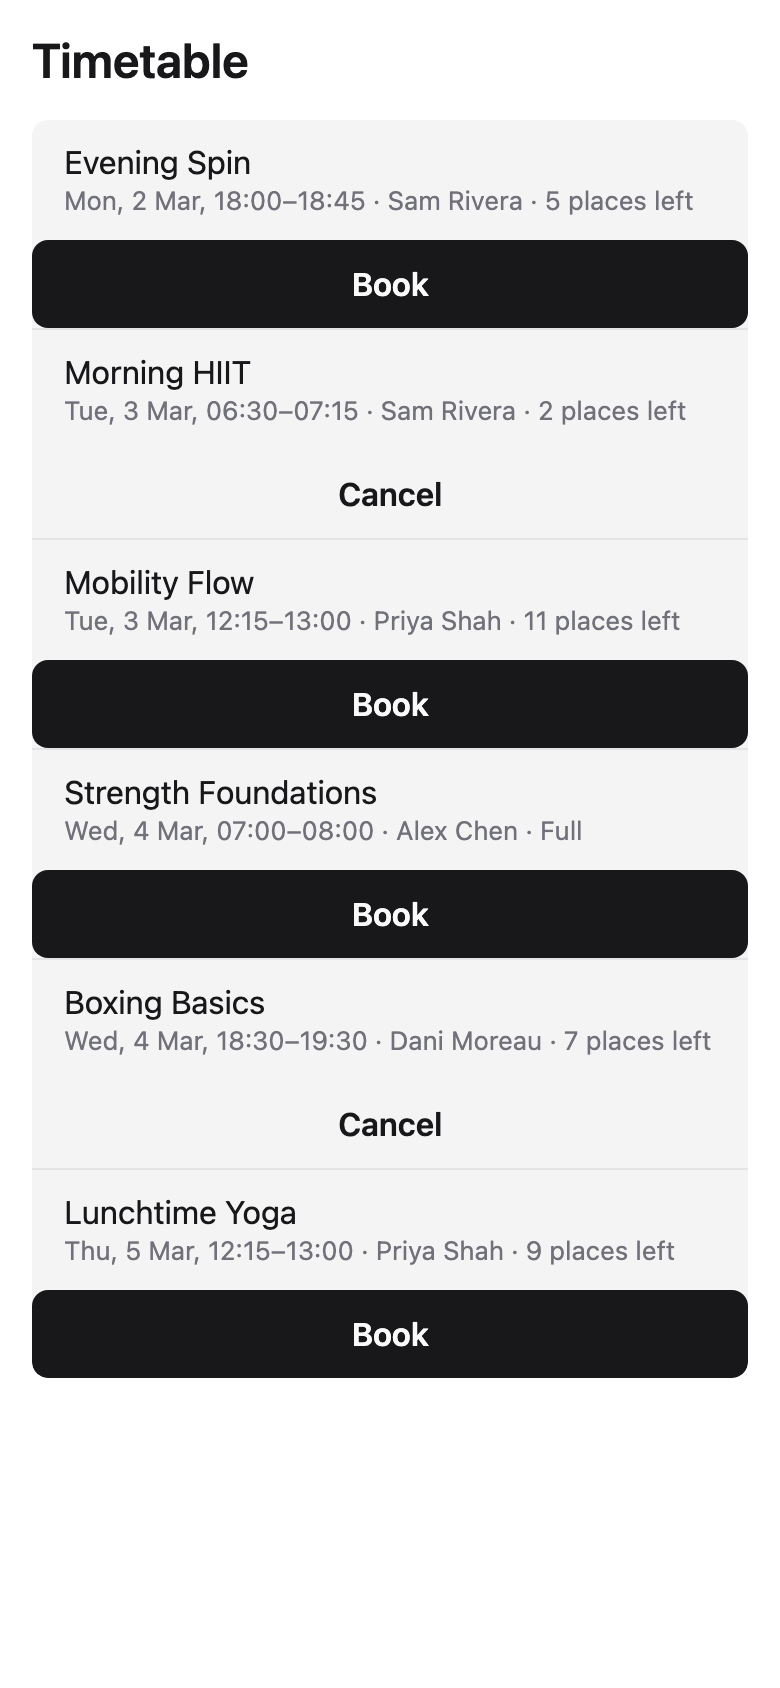 Timetable
Evening Spin
Mon, 2 Mar, 18:00–18:45 · Sam Rivera · 5 places left
Book
Morning HIIT
Tue, 3 Mar, 06:30–07:15 · Sam Rivera · 2 places left
Cancel
Mobility Flow
Tue, 3 Mar, 12:15–13:00 · Priya Shah · 11 places left
Book
Strength Foundations
Wed, 4 Mar, 07:00–08:00 · Alex Chen · Full
Book
Boxing Basics
Wed, 4 Mar, 18:30–19:30 · Dani Moreau · 7 places left
Cancel
Lunchtime Yoga
Thu, 5 Mar, 12:15–13:00 · Priya Shah · 9 places left
Book